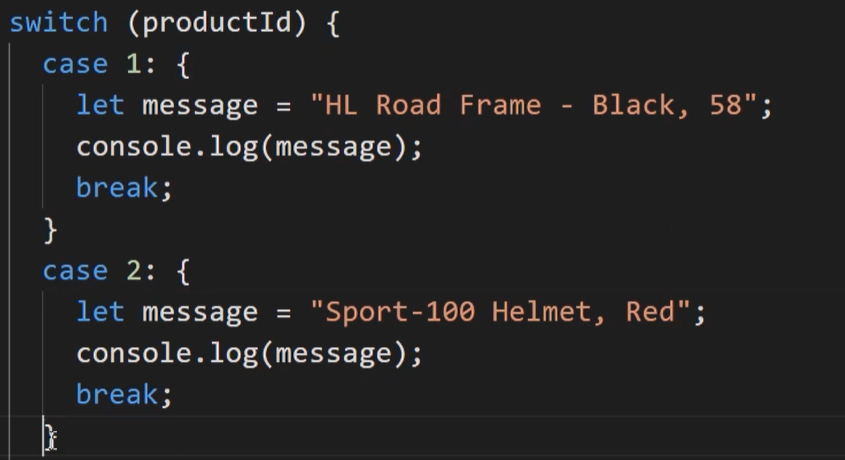 switch (productId) {
case 1: {
let message = "HL Road Frame - Black, 58";
console.log(message);
break;
}
case 2: {
let message = "Sport-100 Helmet, Red";
console.log(message);
break;
}